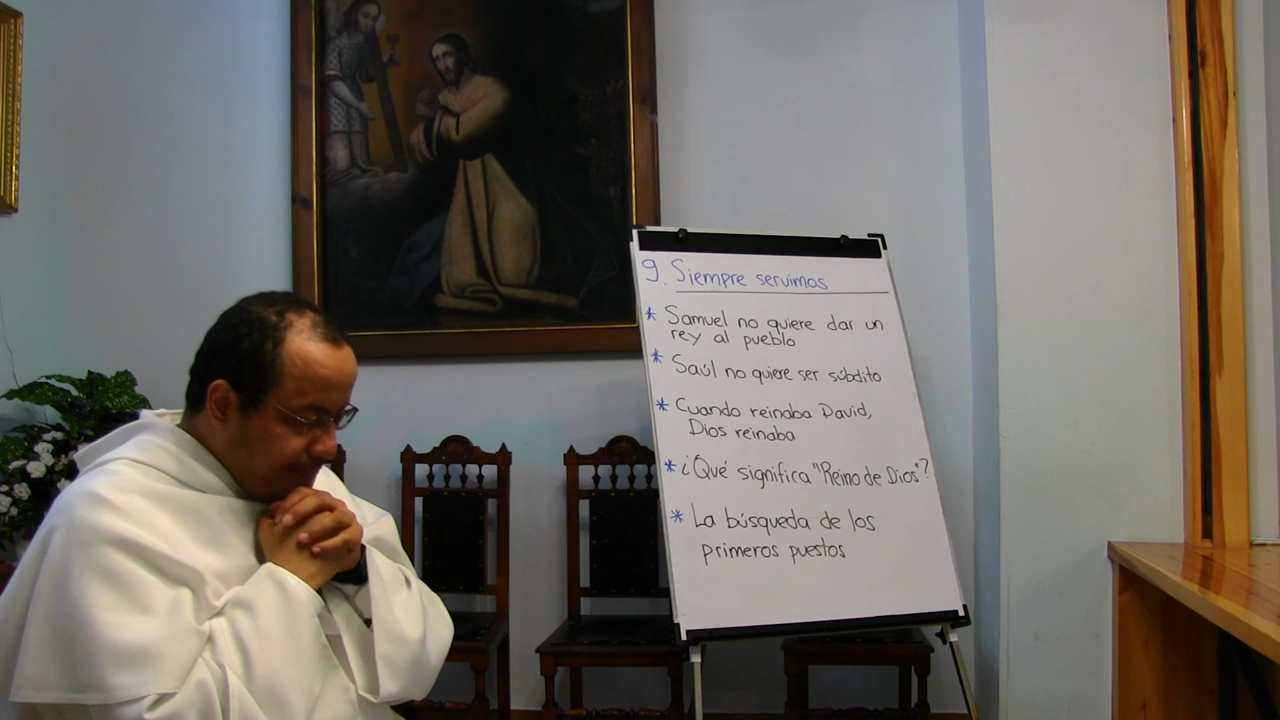 9. Siempre servimos
* Samuel no quiere dar un
rey al pueblo
* Saúl no quiere ser súbdito
* Cuando reinaba David,
Dios reinaba
* ¿Qué significa "Reino de Dios"?
* La búsqueda de los
primeros puestos